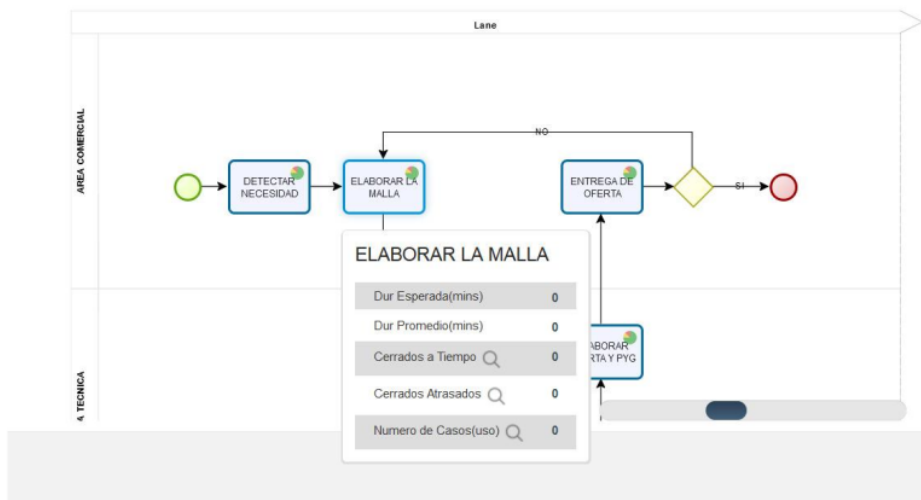 Lane
AREA COMERCIAL
NO
DETECTAR
NECESIDAD
ELABORAR LA
MALLA
ENTREGA DE
OFERTA
SI
ELABORAR LA MALLA
Dur Esperada(mins) 0
Dur Promedio(mins) 0
Cerrados a Tiempo 0
Cerrados Atrasados 0
Numero de Casos(uso) 0
ABORAR
RTA Y PYG
A TECNICA